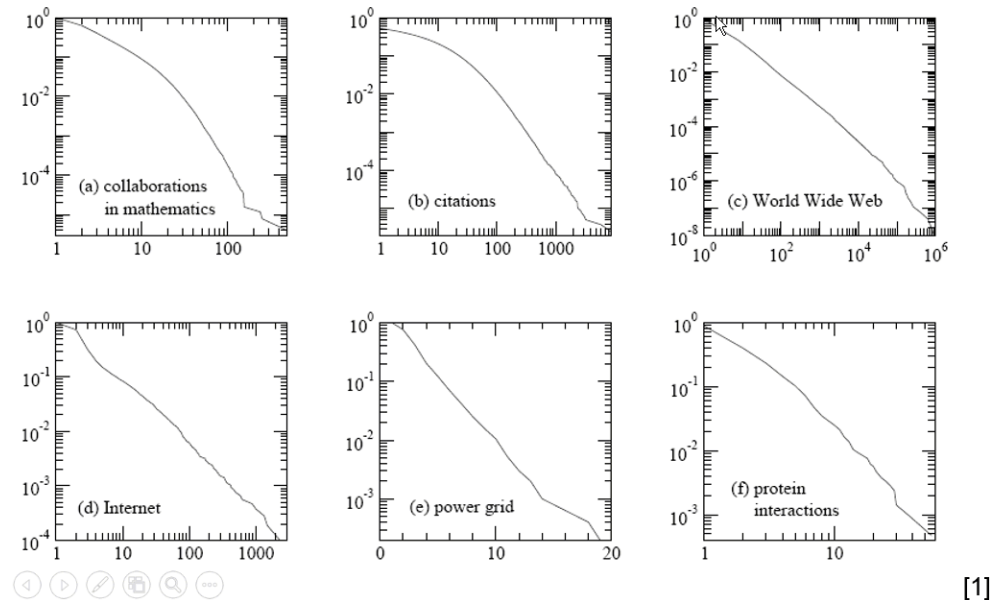 10^0
10^-2
10^-4
(a) collaborations
in mathematics
1 10 100
10^0
10^-2
10^-4
(b) citations
1 10 100 1000
10^0
10^-2
10^-4
10^-6
10^-8
(c) World Wide Web
10^0 10^2 10^4 10^6
10^0
10^-1
10^-2
10^-3
10^-4
(d) Internet
1 10 100 1000
10^0
10^-1
10^-2
10^-3
(e) power grid
0 10 20
10^0
10^-1
10^-2
10^-3
(f) protein
interactions
1 10
[1]